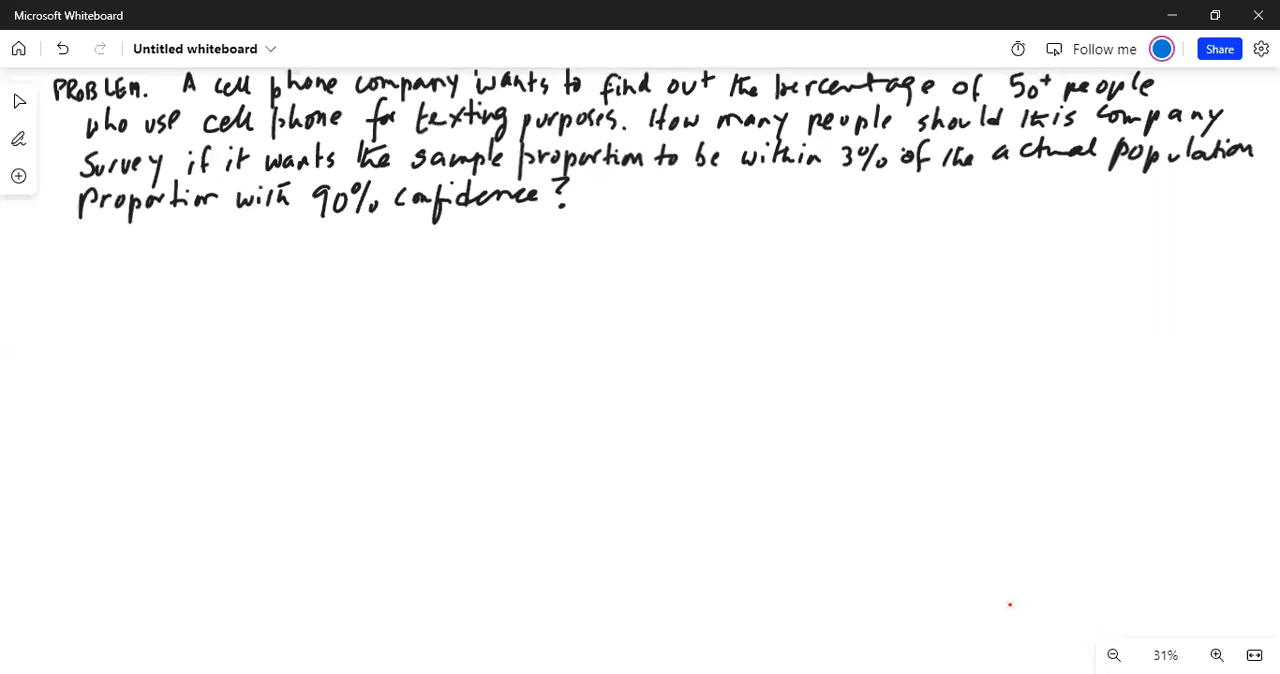 Microsoft Whiteboard
Untitled whiteboard
Follow me
Share
PROBLEM. A cell phone company wants to find out the percentage of 50+ people
who use cell phone for texting purposes. How many people should this company
survey if it wants the sample proportion to be within 3% of the actual population
proportion with 90% confidence?
31%